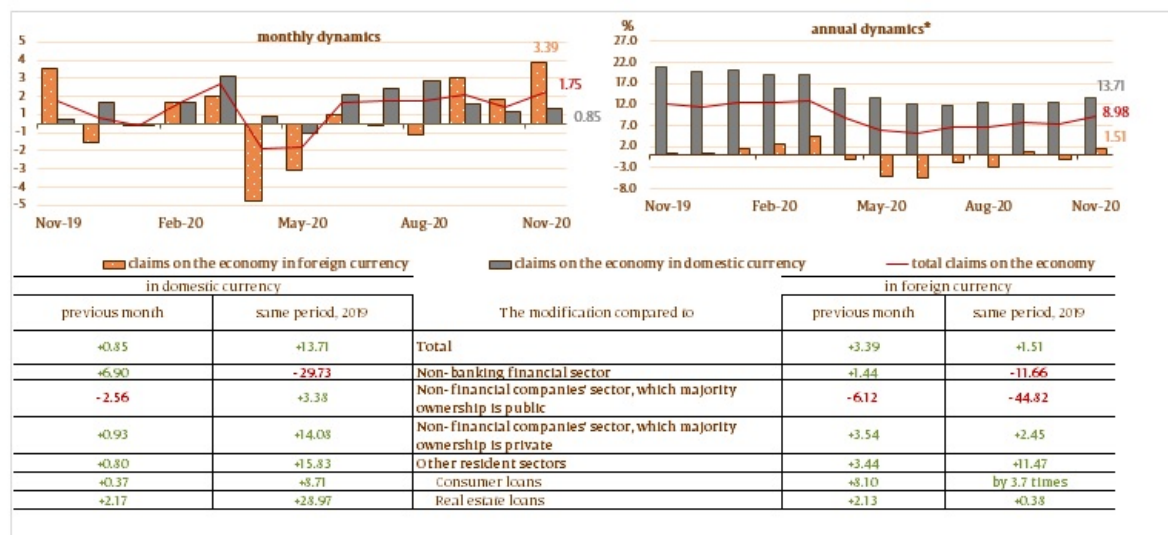 monthly dynamics
5
4
3
2
1
-1
-2
-3
-4
-5
3.39
1.75
0.85
Nov-19 Feb-20 May-20 Aug-20 Nov-20
annual dynamics*
%
27.0
22.0
17.0
12.0
7.0
2.0
-3.0
-8.0
13.71
8.98
1.51
Nov-19 Feb-20 May-20 Aug-20 Nov-20
claims on the economy in foreign currency claims on the economy in domestic currency total claims on the economy
in domestic currency in foreign currency
previous month same period, 2019 The modification compared to previous month same period, 2019
+0.85 +13.71 Total +3.39 +1.51
+6.90 -29.73 Non-banking financial sector +1.44 -11.66
-2.56 +3.38 Non-financial companies' sector, which majority ownership is public -6.12 -44.82
+0.93 +14.08 Non-financial companies' sector, which majority ownership is private +3.54 +2.45
+0.80 +15.83 Other resident sectors +3.44 +11.47
+0.37 +8.71 Consumer loans +8.10 by 3.7 times
+2.17 +28.97 Real estate loans +2.13 +0.38